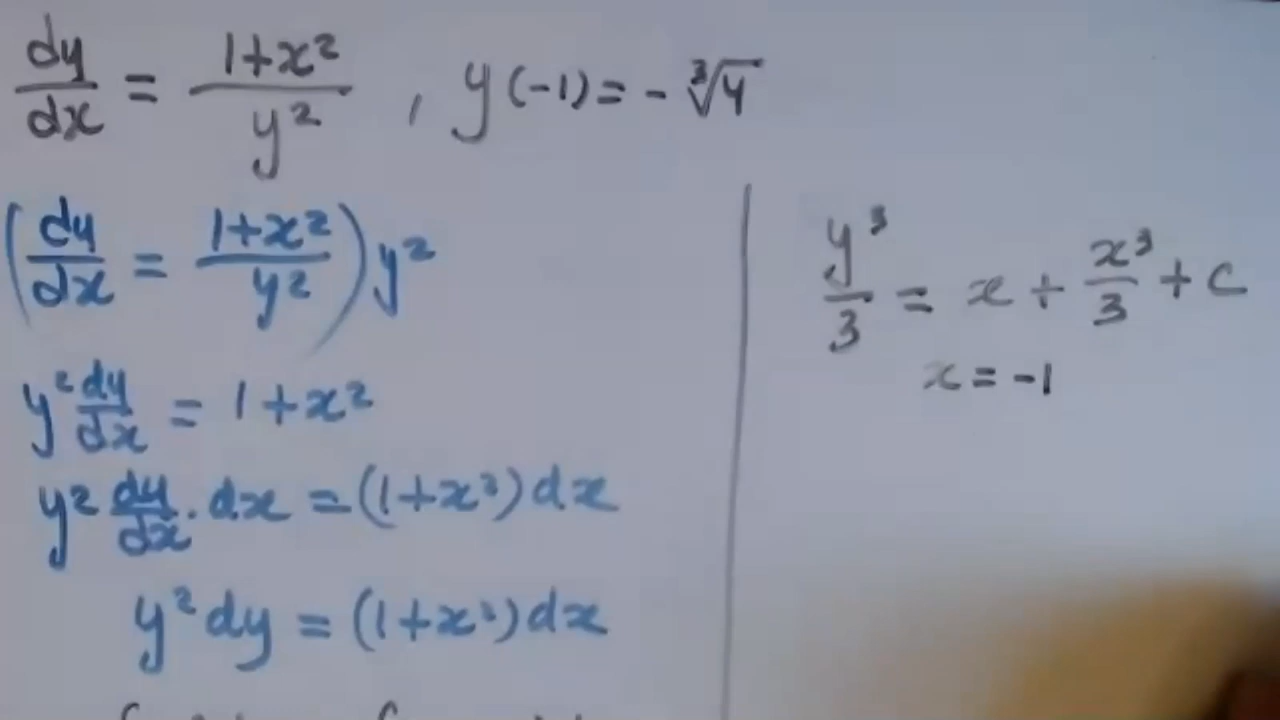 dy/dx = (1+x²)/y² , y(-1) = -∛4
(dy/dx = (1+x²)/y²) y²
y² dy/dx = 1+x²
y² dy/dx . dx = (1+x²)dx
y² dy = (1+x²)dx
y³/3 = x + x³/3 + c
x = -1